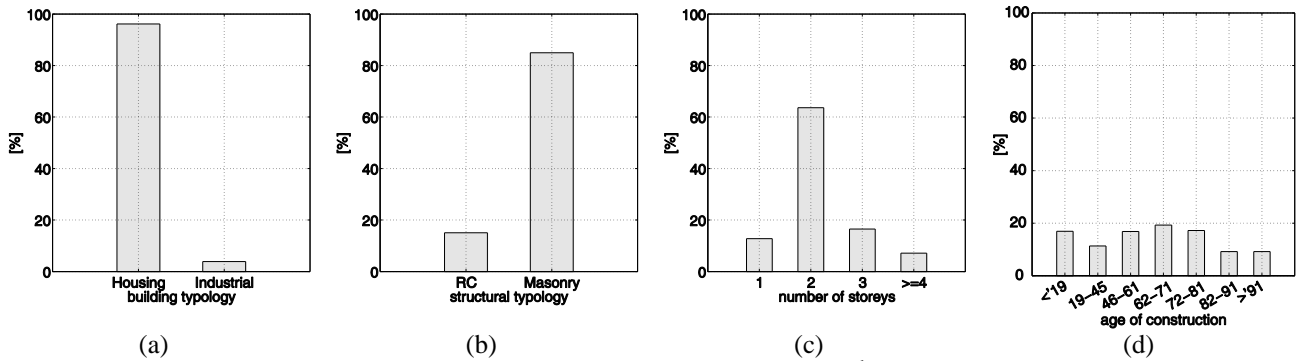 100
80
60
40
20
0
[%]
Housing Industrial
building typology
(a)
100
80
60
40
20
0
[%]
RC Masonry
structural typology
(b)
100
80
60
40
20
0
[%]
1 2 3 >=4
number of storeys
(c)
100
80
60
40
20
0
[%]
<'19 19–45 46–61 62–71 72–81 82–91 >'91
age of construction
(d)